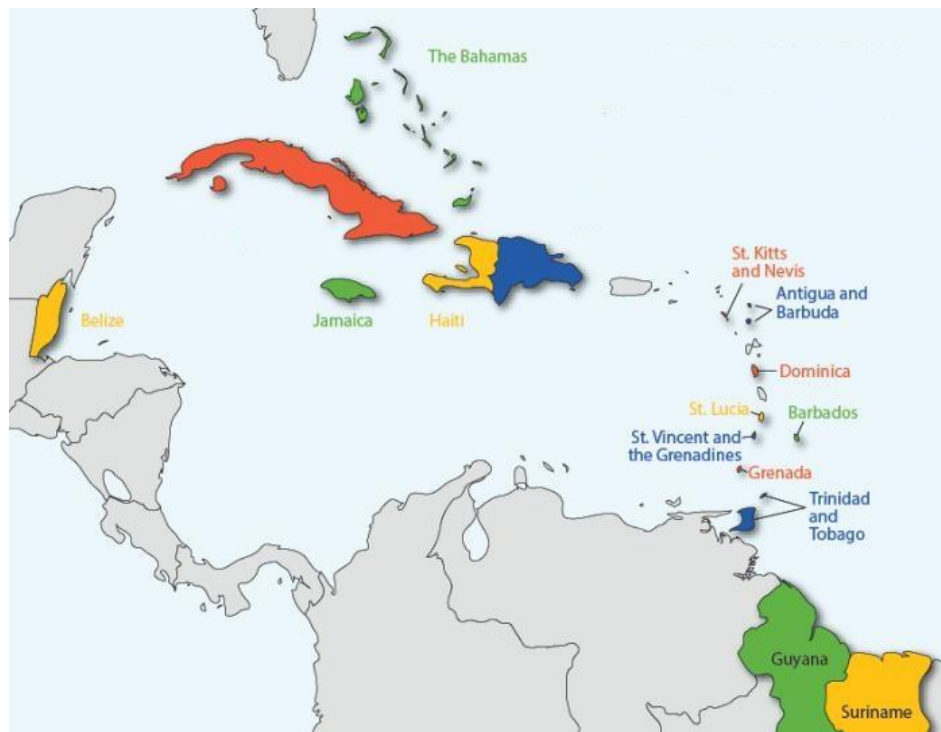 The Bahamas
St. Kitts
and Nevis
Antigua and
Barbuda
Belize
Jamaica
Haiti
Dominica
St. Lucia
Barbados
St. Vincent and
the Grenadines
Grenada
Trinidad
and
Tobago
Guyana
Suriname